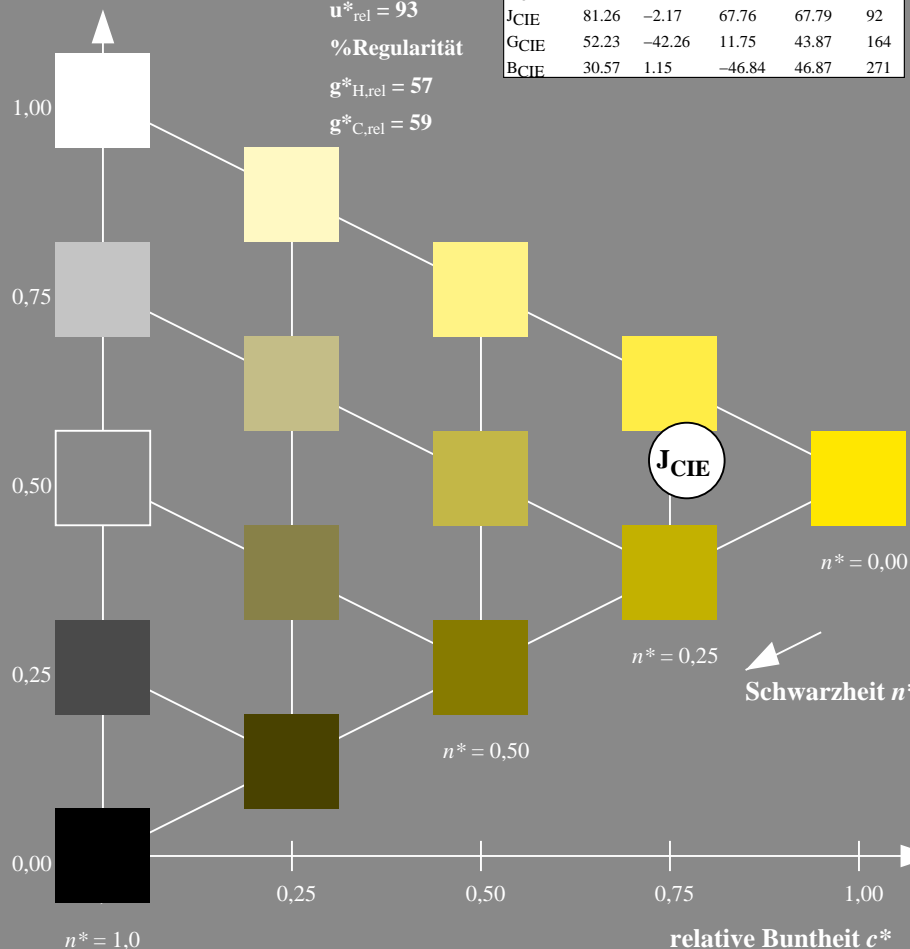 u*rel = 93
%Regularität
g*H,rel = 57
g*C,rel = 59
JCIE 81.26 −2.17 67.76 67.79 92
GCIE 52.23 −42.26 11.75 43.87 164
BCIE 30.57 1.15 −46.84 46.87 271
1,00
0,75
0,50
JCIE
n* = 0,00
0,25
n* = 0,25
Schwarzheit n*
n* = 0,50
0,00
0,25 0,50 0,75 1,00
n* = 1,0
relative Buntheit c*